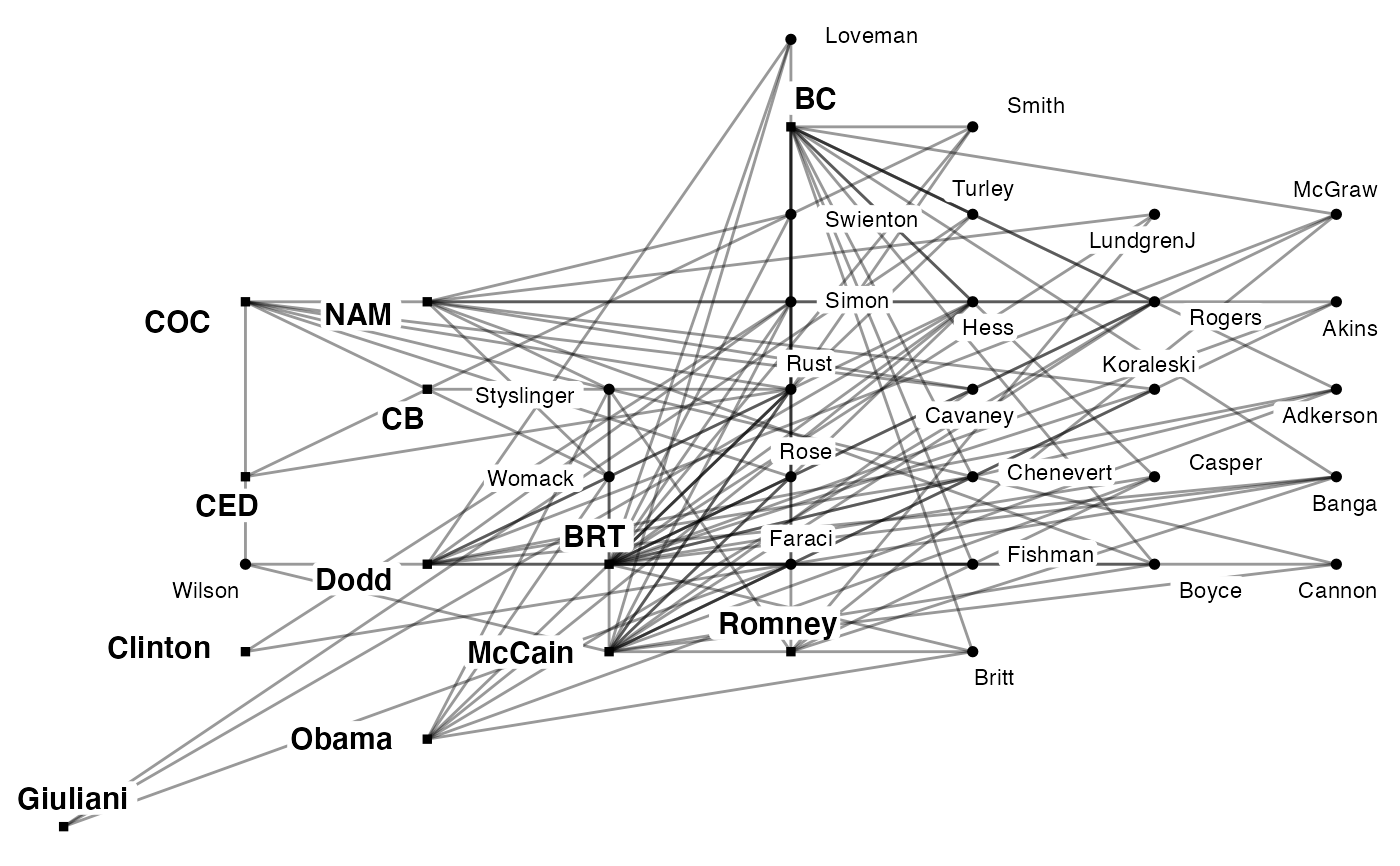 Loveman
BC
Smith
Turley
McGraw
Swienton
LundgrenJ
COC
NAM
Simon
Hess
Rogers
Akins
Rust
Koraleski
Styslinger
CB
Cavaney
Adkerson
Rose
Womack
Chenevert
Casper
CED
Banga
BRT
Faraci
Fishman
Wilson
Dodd
Boyce
Cannon
Clinton
McCain
Romney
Britt
Obama
Giuliani